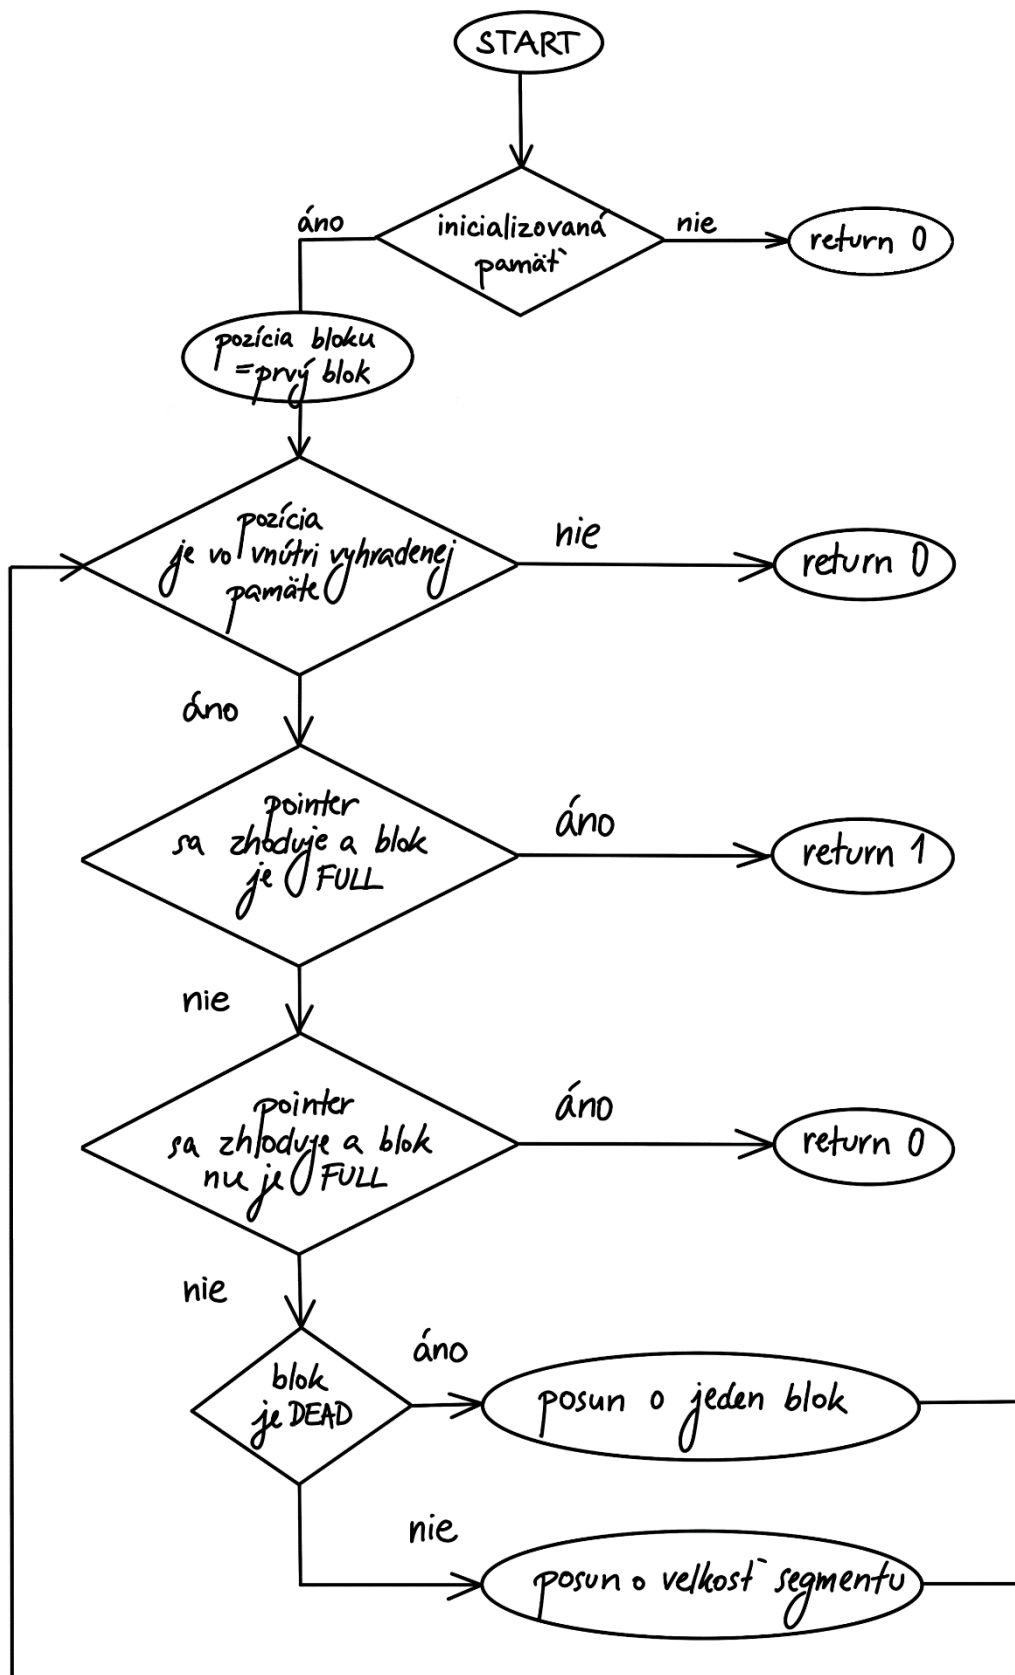 START
áno
inicializovaná
pamäť
nie
return 0
pozícia bloku
= prvý blok
pozícia
je vo vnútri vyhradenej
pamäte
nie
return 0
áno
pointer
sa zhoduje a blok
je FULL
áno
return 1
nie
pointer
sa zhoduje a blok
nie je FULL
áno
return 0
nie
blok
je DEAD
áno
posun o jeden blok
nie
posun o velkosť segmentu